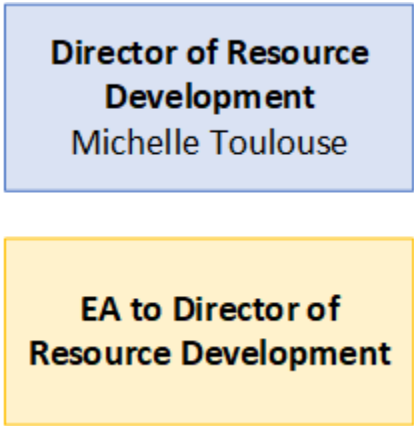 Director of Resource
Development
Michelle Toulouse
EA to Director of
Resource Development